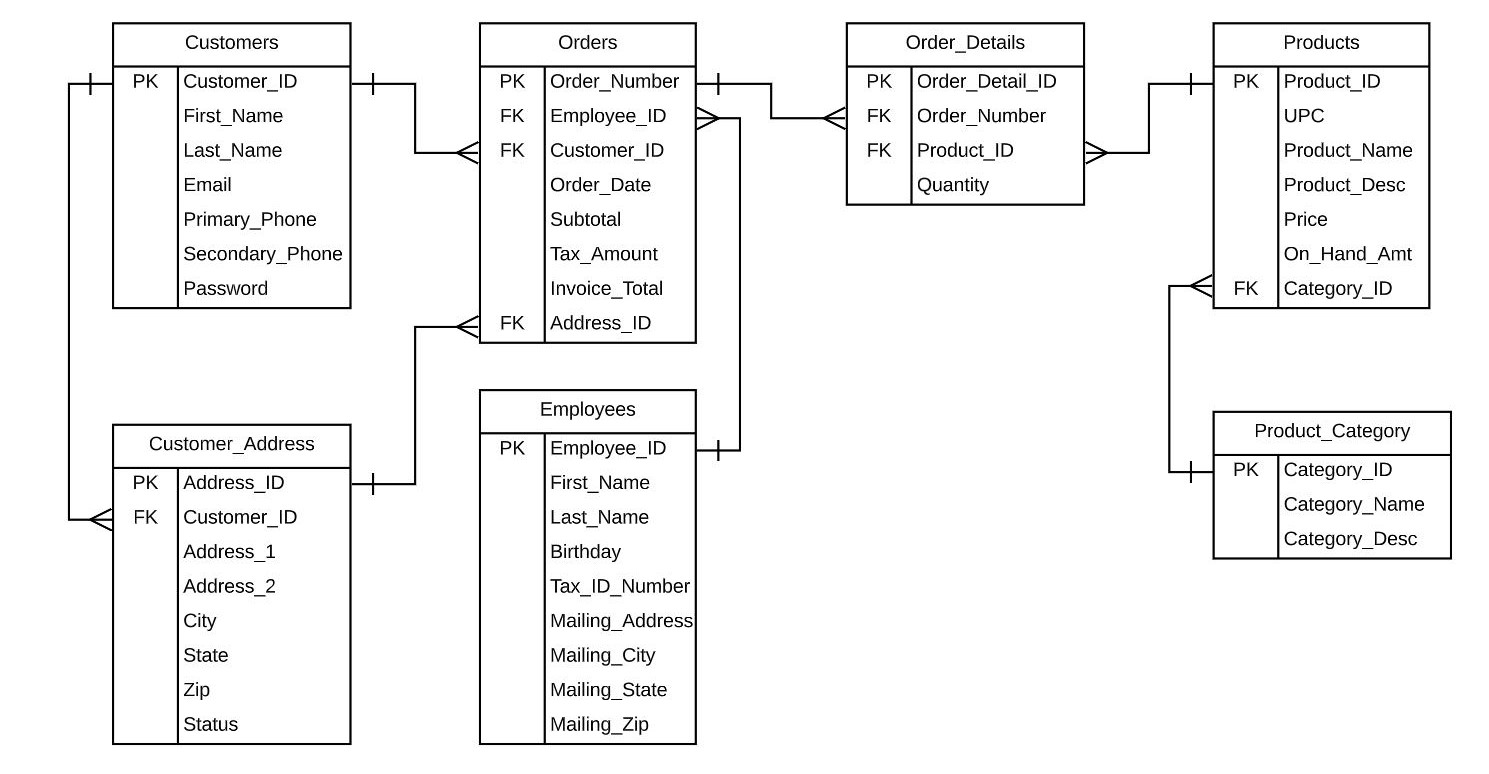 Customers
PK Customer_ID
First_Name
Last_Name
Email
Primary_Phone
Secondary_Phone
Password
Orders
PK Order_Number
FK Employee_ID
FK Customer_ID
Order_Date
Subtotal
Tax_Amount
Invoice_Total
FK Address_ID
Order_Details
PK Order_Detail_ID
FK Order_Number
FK Product_ID
Quantity
Products
PK Product_ID
UPC
Product_Name
Product_Desc
Price
On_Hand_Amt
FK Category_ID
Customer_Address
PK Address_ID
FK Customer_ID
Address_1
Address_2
City
State
Zip
Status
Employees
PK Employee_ID
First_Name
Last_Name
Birthday
Tax_ID_Number
Mailing_Address
Mailing_City
Mailing_State
Mailing_Zip
Product_Category
PK Category_ID
Category_Name
Category_Desc